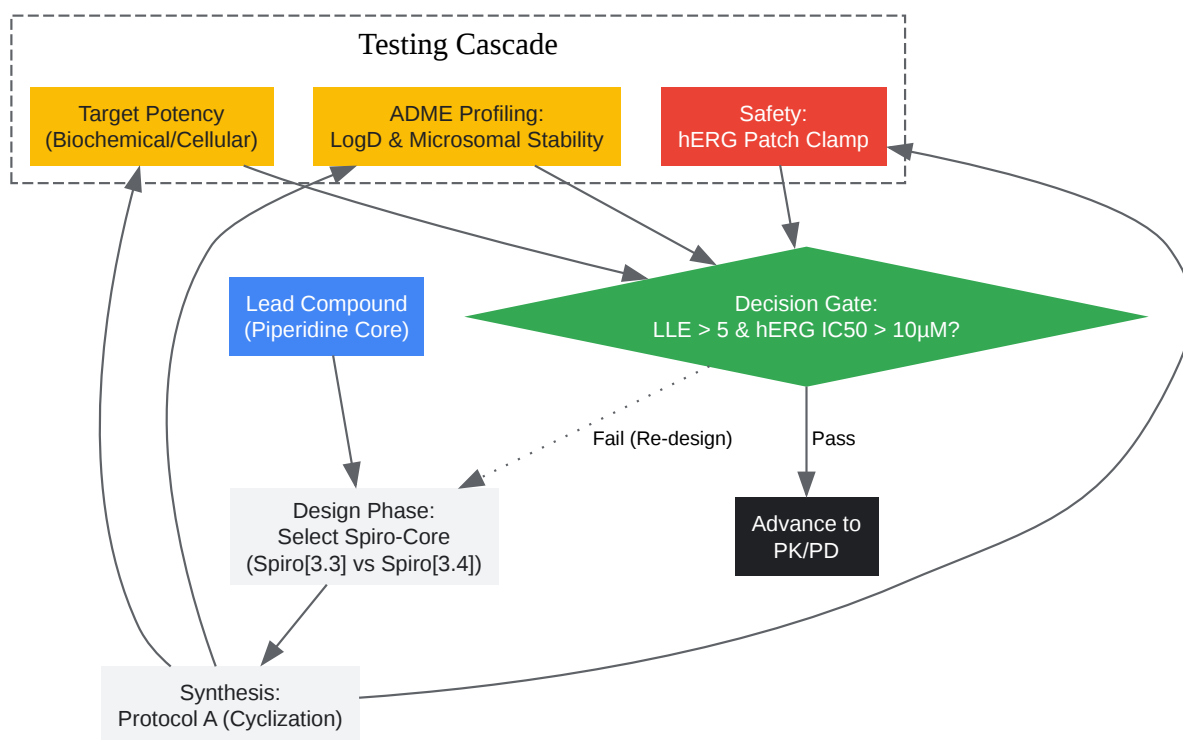 Testing Cascade
Target Potency
(Biochemical/Cellular)
ADME Profiling:
LogD & Microsomal Stability
Safety:
hERG Patch Clamp
Lead Compound
(Piperidine Core)
Decision Gate:
LLE > 5 & hERG IC50 > 10µM?
Fail (Re-design)
Pass
Design Phase:
Select Spiro-Core
(Spiro[3.3] vs Spiro[3.4])
Advance to
PK/PD
Synthesis:
Protocol A (Cyclization)